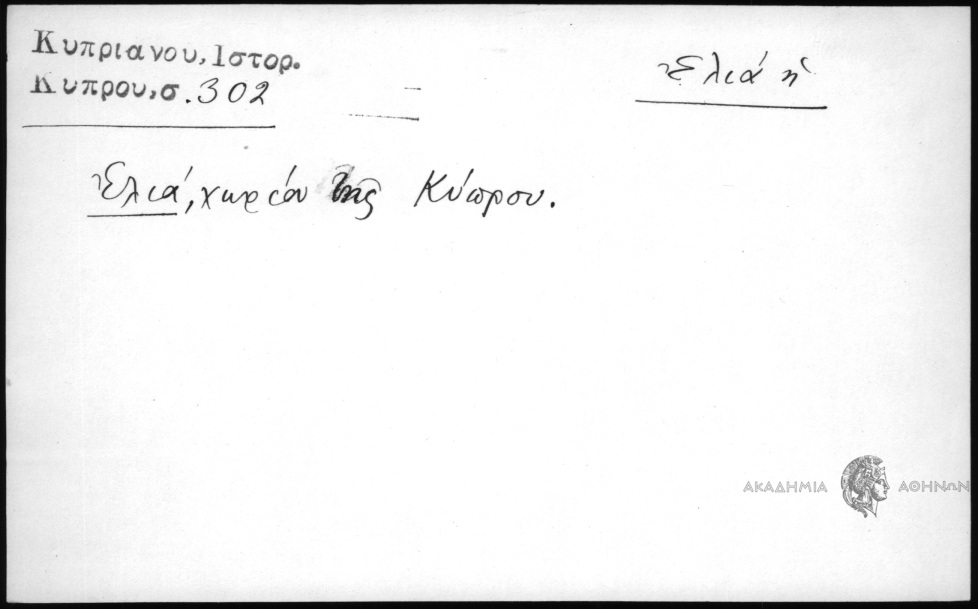 Κυπριανου, Ιστορ.
Κυπρου, σ. 302
Ἐλιά ἡ
Ἐλιά, χωρίον τῆς Κύπρου.
ΑΚΑΔΗΜΙΑ ΑΘΗΝΩΝ